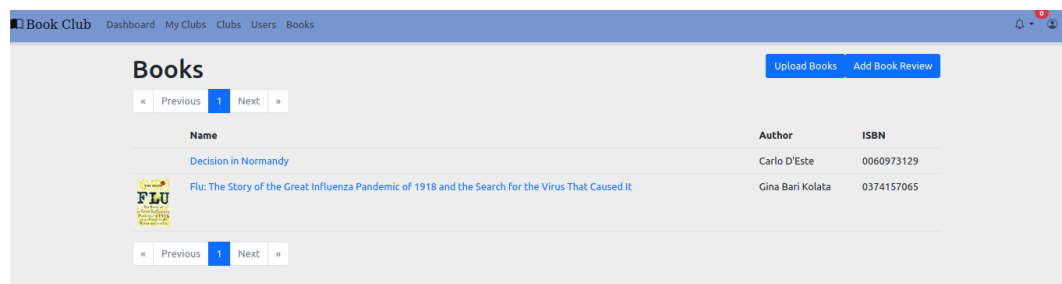 Book Club Dashboard My Clubs Clubs Users Books 0
Books Upload Books Add Book Review
« Previous 1 Next »
Name Author ISBN
Decision in Normandy Carlo D'Este 0060973129
Flu: The Story of the Great Influenza Pandemic of 1918 and the Search for the Virus That Caused It Gina Bari Kolata 0374157065
FLU
« Previous 1 Next »